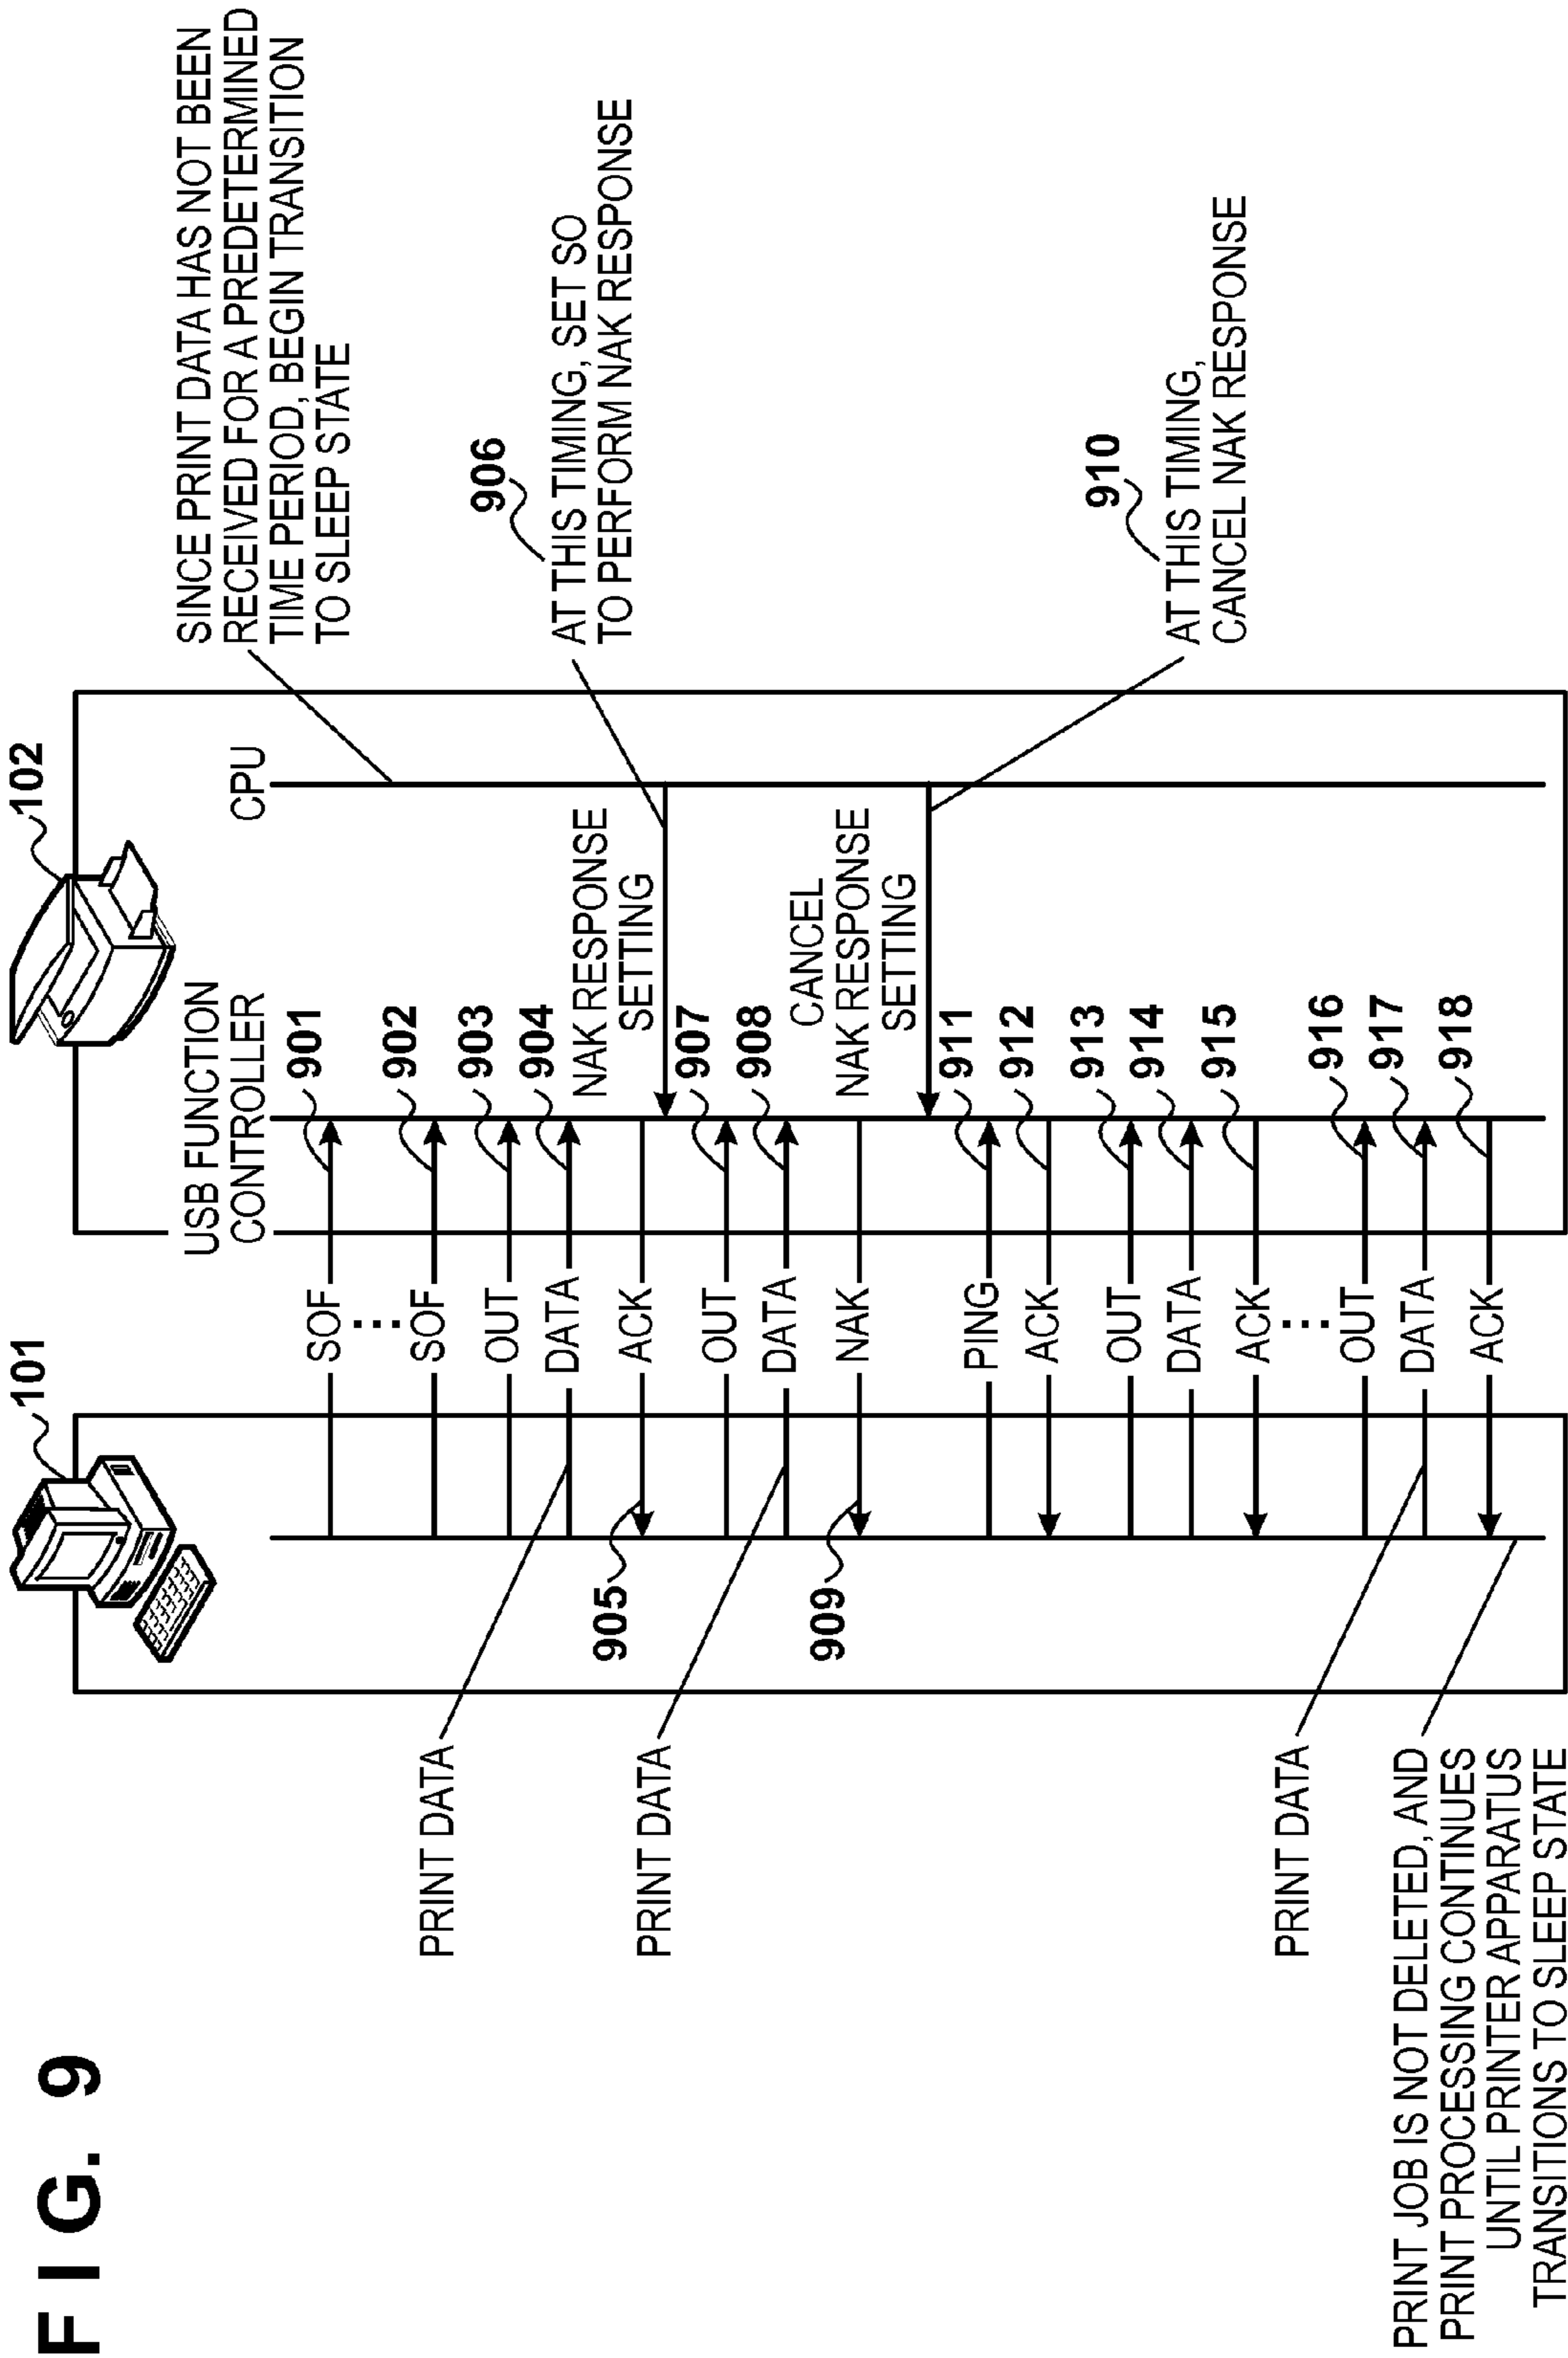 FIG. 9
101
102
USB FUNCTION
CONTROLLER
CPU
SINCE PRINT DATA HAS NOT BEEN
RECEIVED FOR A PREDETERMINED
TIME PERIOD, BEGIN TRANSITION
TO SLEEP STATE
SOF
901
SOF
902
OUT
903
PRINT DATA
DATA
904
905
ACK
NAK RESPONSE
SETTING
906
AT THIS TIMING, SET SO
TO PERFORM NAK RESPONSE
OUT
907
PRINT DATA
DATA
908
909
NAK
CANCEL
NAK RESPONSE
SETTING
910
AT THIS TIMING,
CANCEL NAK RESPONSE
PING
911
ACK
912
OUT
913
DATA
914
ACK
915
OUT
916
PRINT DATA
DATA
917
ACK
918
PRINT JOB IS NOT DELETED, AND
PRINT PROCESSING CONTINUES
UNTIL PRINTER APPARATUS
TRANSITIONS TO SLEEP STATE